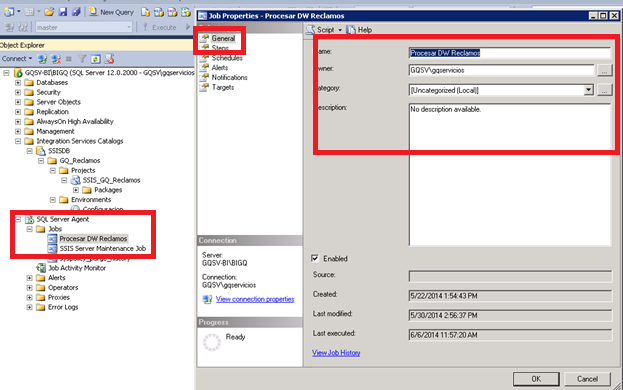 New Query
master
Execute
Object Explorer
Connect
GQSV-BI\BIGQ (SQL Server 12.0.2000 - GQSV\gqservicios
Databases
Security
Server Objects
Replication
AlwaysOn High Availability
Management
Integration Services Catalogs
SSISDB
GQ_Reclamos
Projects
SSIS_GQ_Reclamos
Packages
Environments
SQL Server Agent
Jobs
Procesar DW Reclamos
SSIS Server Maintenance Job
syspolicy_purge_history
Job Activity Monitor
Alerts
Operators
Proxies
Error Logs
Job Properties - Procesar DW Reclamos
Script
Help
General
Steps
Schedules
Alerts
Notifications
Targets
Connection
Server:
GQSV-BI\BIGQ
Connection:
GQSV\gqservicios
View connection properties
Progress
Ready
ame:
Procesar DW Reclamos
wner:
GQSV\gqservicios
...
ategory:
[Uncategorized (Local)]
...
escription:
No description available.
Enabled
Source:
Created:
5/22/2014 1:54:43 PM
Last modified:
5/30/2014 2:56:37 PM
Last executed:
6/6/2014 11:57:20 AM
View Job History
OK
Cancel